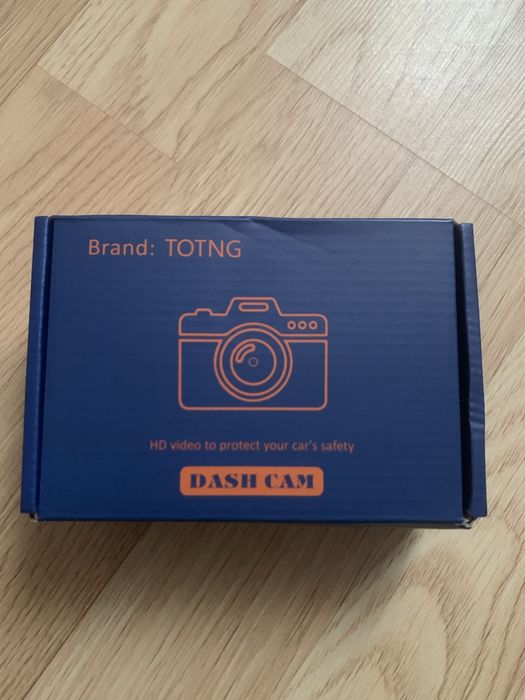 Brand: TOTNG
HD video to protect your car's safety
DASH CAM